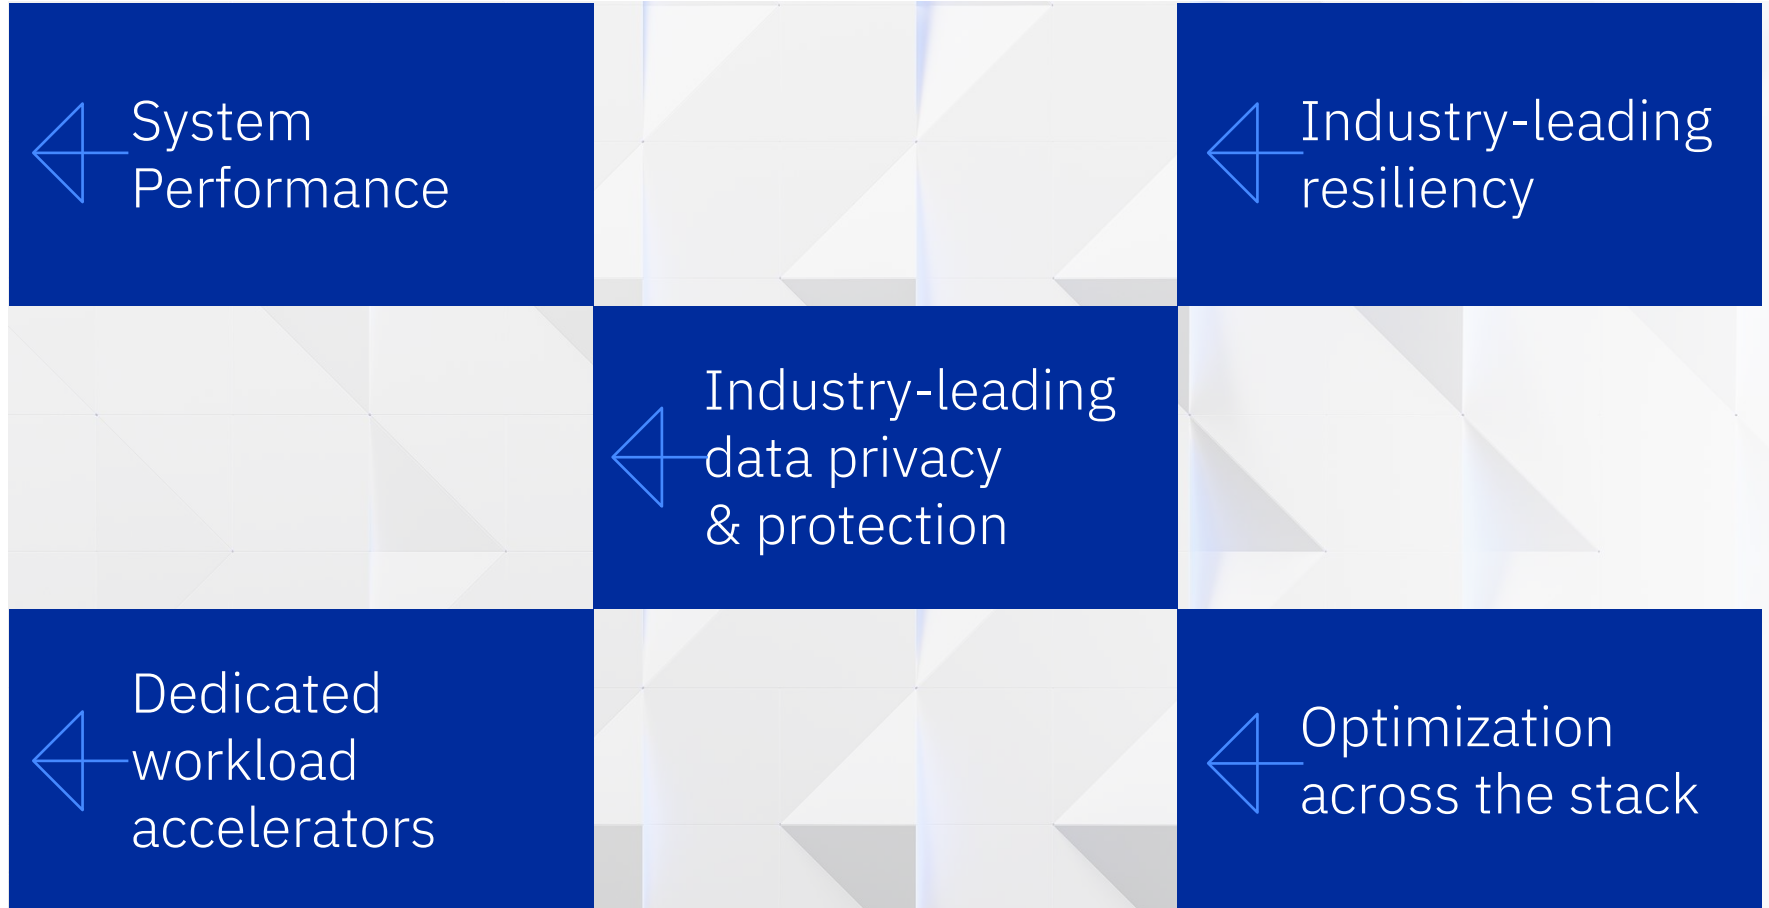 System
Performance
Industry-leading
resiliency
Industry-leading
data privacy
& protection
Dedicated
workload
accelerators
Optimization
across the stack